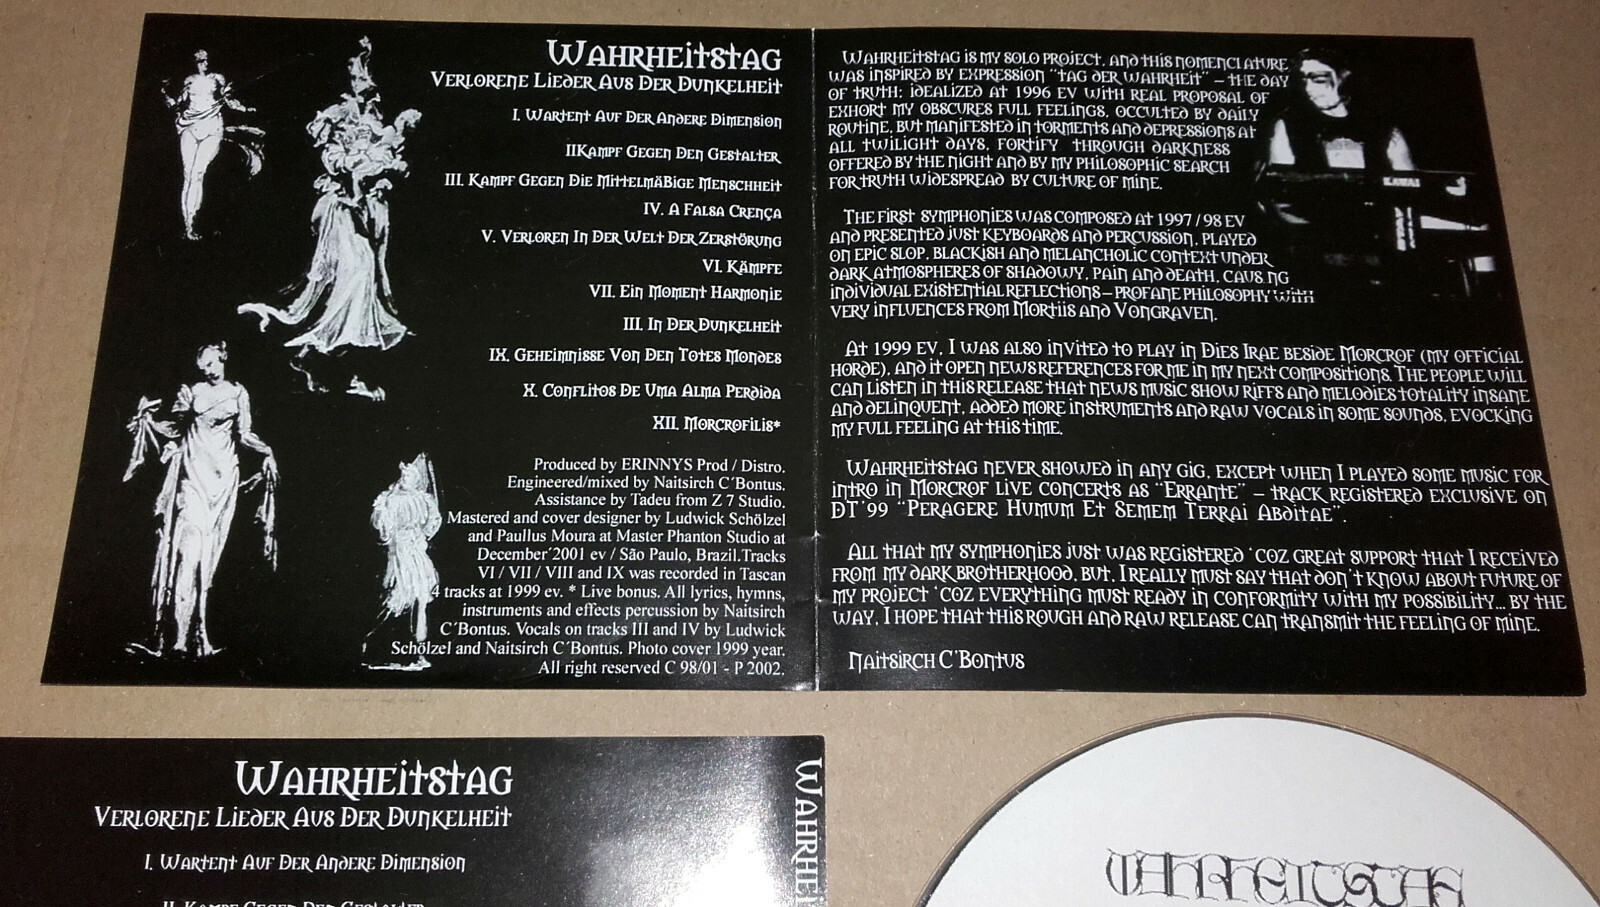 Wahrheitstag
Verlorene Lieder Aus Der Dunkelheit
I. Wartent Auf Der Andere Dimension
IIKampf Gegen Den Gestalter
III. Kampf Gegen Die Mittelmäßige Menschheit
IV. A Falsa Crença
V. Verloren In Der Welt Der Zerstörung
VI. Kämpfe
VII. Ein Moment Harmonie
III. In Der Dunkelheit
IX. Geheimnisse Von Den Totes Mondes
X. Conflitos De Uma Alma Perdida
XII. Morcrofilis*
Produced by ERINNYS Prod / Distro.
Engineered/mixed by Naitsirch C´Bontus.
Assistance by Tadeu from Z 7 Studio.
Mastered and cover designer by Ludwick Schölzel
and Paullus Moura at Master Phanton Studio at
December´2001 ev / São Paulo, Brazil.Tracks
VI / VII / VIII and IX was recorded in Tascan
4 tracks at 1999 ev. * Live bonus. All lyrics, hymns,
instruments and effects percussion by Naitsirch
C´Bontus. Vocals on tracks III and IV by Ludwick
Schölzel and Naitsirch C´Bontus. Photo cover 1999 year.
All right reserved C 98/01 - P 2002.
Wahrheitstag is my solo project, and this nomenclature
was inspired by expression "tag der wahrheit" – the day
of truth; idealized at 1996 ev with real proposal of
exhort my obscures full feelings, occulted by daily
routine, but manifested in torments and depressions at
all twilight days, fortify through darkness
offered by the night and by my philosophic search
for truth widespread by culture of mine.
The first symphonies was composed at 1997 / 98 ev
and presented just keyboards and percussion, played
on epic slop, blackish and melancholic context under
dark atmospheres of shadowy, pain and death, caus ng
individual existential reflections – profane philosophy with
very influences from Mortiis and Vongraven.
At 1999 ev, I was also invited to play in Dies Irae beside Morcrof (my official
horde), and it open news references for me in my next compositions. The people will
can listen in this release that news music show riffs and melodies totality insane
and delinquent, added more instruments and raw vocals in some sounds, evocking
my full feeling at this time.
Wahrheitstag never showed in any gig, except when I played some music for
intro in Morcrof live concerts as "Errante" – track registered exclusive on
DT´99 "Peragere Humum Et Semem Terrai Abditae".
All that my symphonies just was registered ´coz great support that I received
from my dark brotherhood, but, I really must say that don´t know about future of
my project ´coz everything must ready in conformity with my possibility... by the
way, I hope that this rough and raw release can transmit the feeling of mine.
Naitsirch C´Bontus
KAWAI
Wahrheitstag
Verlorene Lieder Aus Der Dunkelheit
I. Wartent Auf Der Andere Dimension
II. Kampf Gegen Den Gestalter
Wahrhei
Wahrheitstag